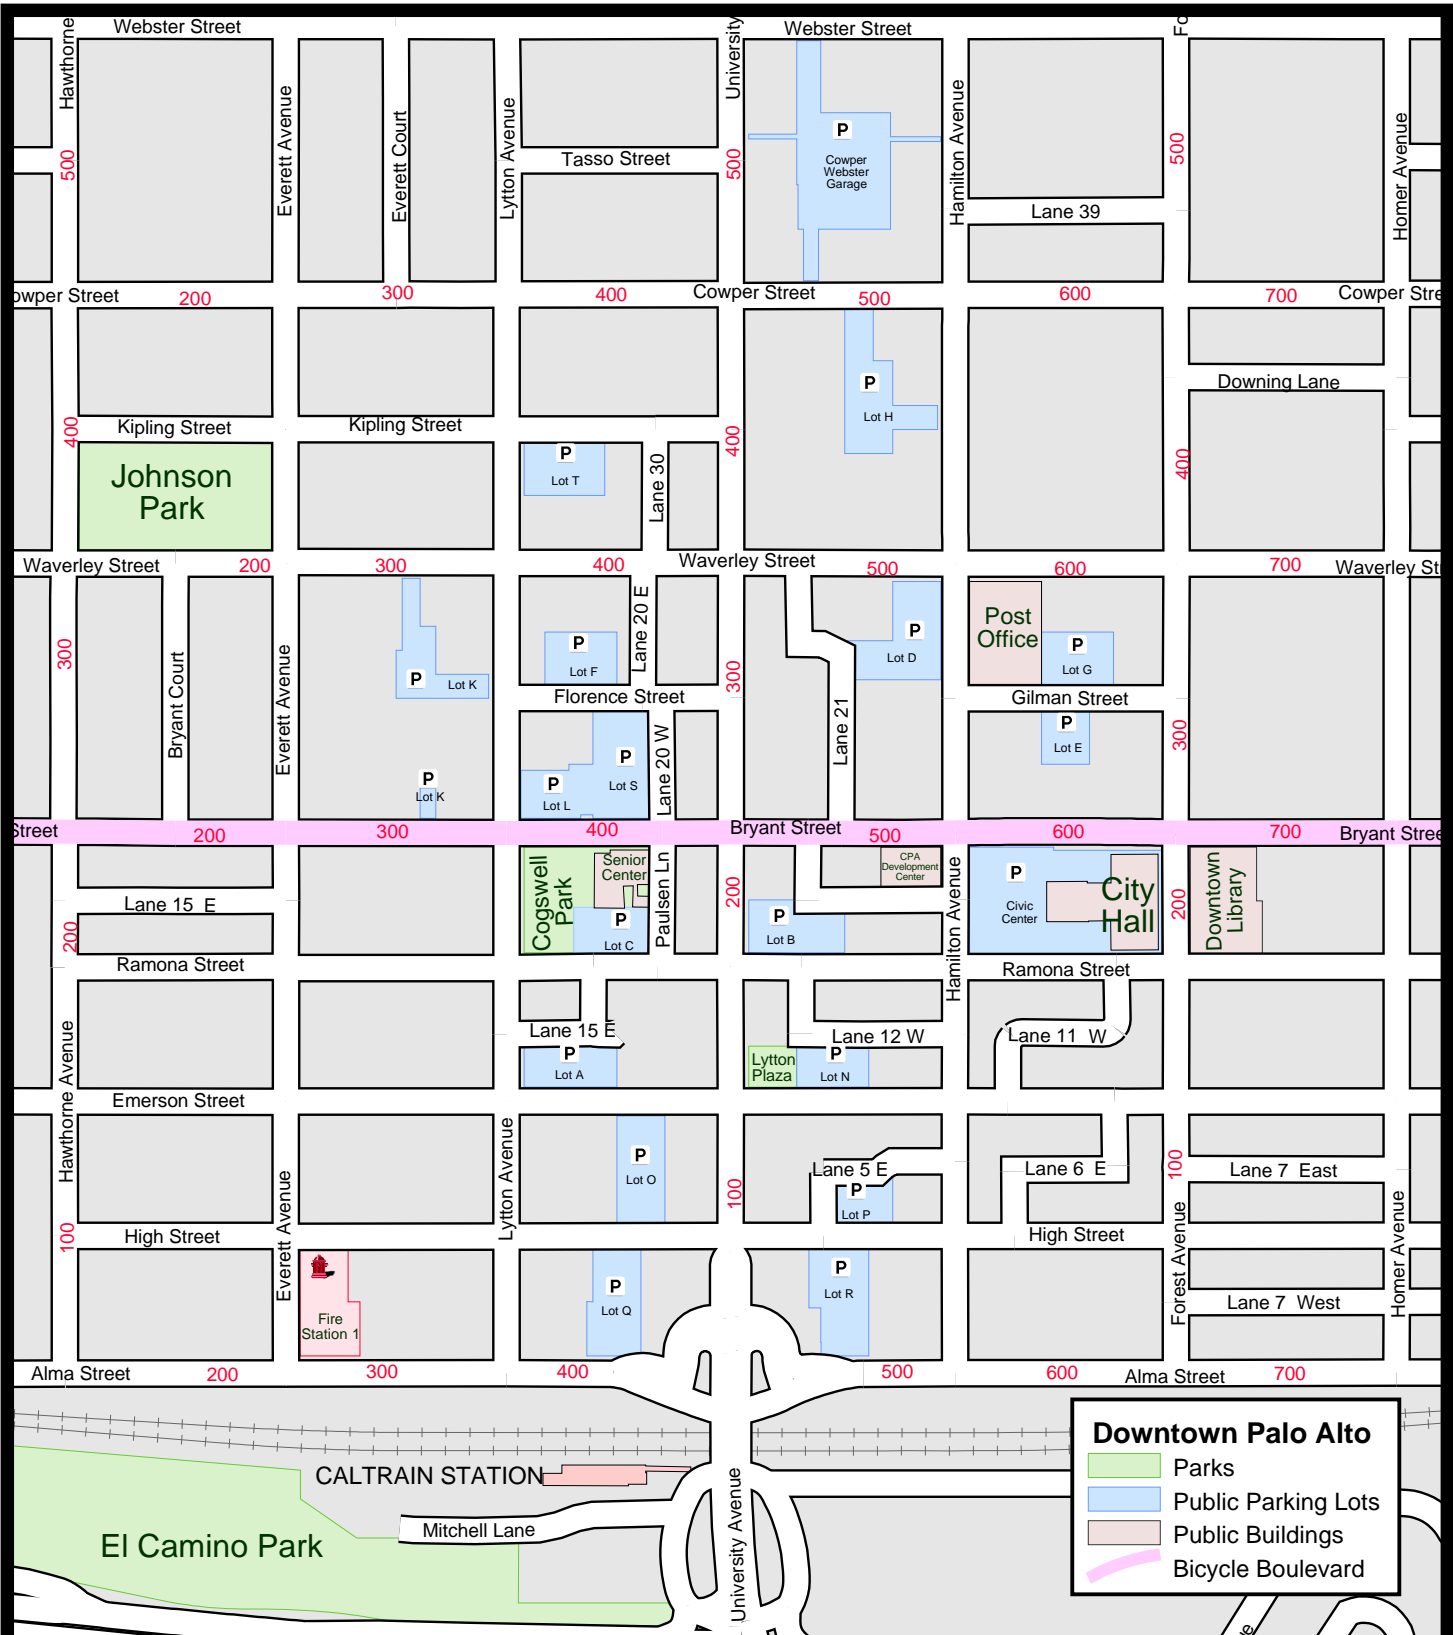 Webster Street
Webster Street
Hawthorne
University
Fo
Everett Avenue
Everett Court
Lytton Avenue
Hamilton Avenue
Homer Avenue
500
500
500
Tasso Street
P
Cowper
Webster
Garage
Lane 39
owper Street
200
300
400
Cowper Street
500
600
700
Cowper Stre
Downing Lane
P
Lot H
400
Kipling Street
Kipling Street
400
400
Johnson
Park
P
Lot T
Lane 30
Waverley Street
200
300
400
Waverley Street
500
600
700
Waverley St
300
Bryant Court
Everett Avenue
P
Lot K
P
Lot K
P
Lot F
Lane 20 E
300
P
Lot D
Post
Office
P
Lot G
Florence Street
Gilman Street
P
Lot S
P
Lot L
Lane 20 W
Lane 21
P
Lot E
300
Street
200
300
400
Bryant Street
500
600
700
Bryant Stree
Lane 15 E
200
Cogswell
Park
Senior
Center
P
Lot C
Paulsen Ln
200
CPA
Development
Center
P
Lot B
Hamilton Avenue
P
Civic
Center
City
Hall
200
Downtown
Library
Ramona Street
Ramona Street
Hawthorne Avenue
Lane 15 E
P
Lot A
Lane 12 W
Lytton
Plaza
P
Lot N
Lane 11 W
Emerson Street
Lytton Avenue
P
Lot O
100
Lane 5 E
P
Lot P
Lane 6 E
100
Lane 7 East
100
High Street
High Street
Everett Avenue
Forest Avenue
Homer Avenue
Fire
Station 1
P
Lot Q
P
Lot R
Lane 7 West
Alma Street
200
300
400
500
600
Alma Street
700
CALTRAIN STATION
Mitchell Lane
El Camino Park
University Avenue
Downtown Palo Alto
Parks
Public Parking Lots
Public Buildings
Bicycle Boulevard